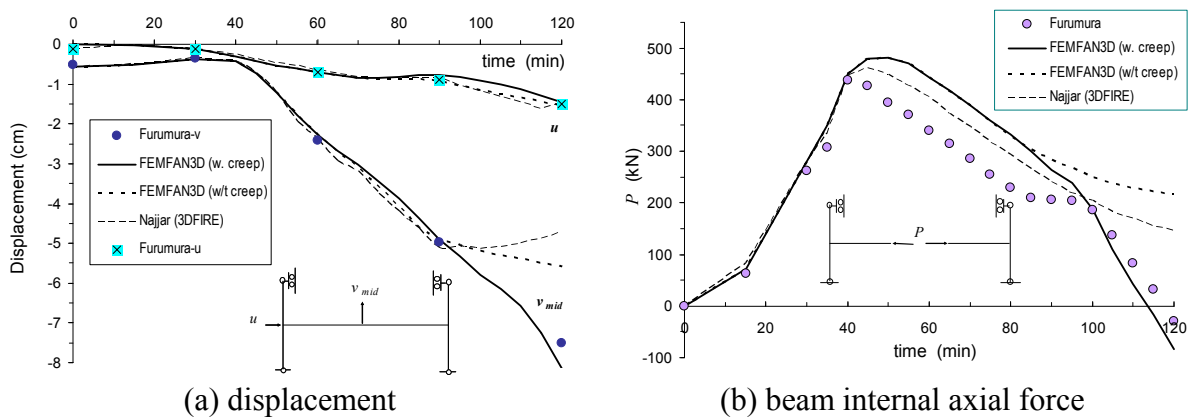 0 20 40 60 80 100 120
time (min)
0
-1
-2
-3
-4
-5
-6
-7
-8
Displacement (cm)
Furumura-v
FEMFAN3D (w. creep)
FEMFAN3D (w/t creep)
Najjar (3DFIRE)
Furumura-u
u
v mid
v mid
u
(a) displacement
500
400
300
200
100
0
-100
P (kN)
Furumura
FEMFAN3D (w. creep)
FEMFAN3D (w/t creep)
Najjar (3DFIRE)
P
0 20 40 60 80 100 120
time (min)
(b) beam internal axial force